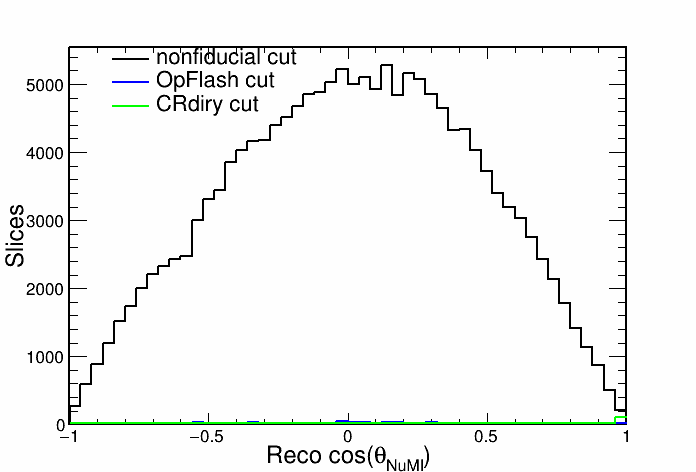 nonfiducial cut
OpFlash cut
CRdiry cut
Slices
5000
4000
3000
2000
1000
0
−1
−0.5
0
0.5
1
Reco cos(θNuMI)